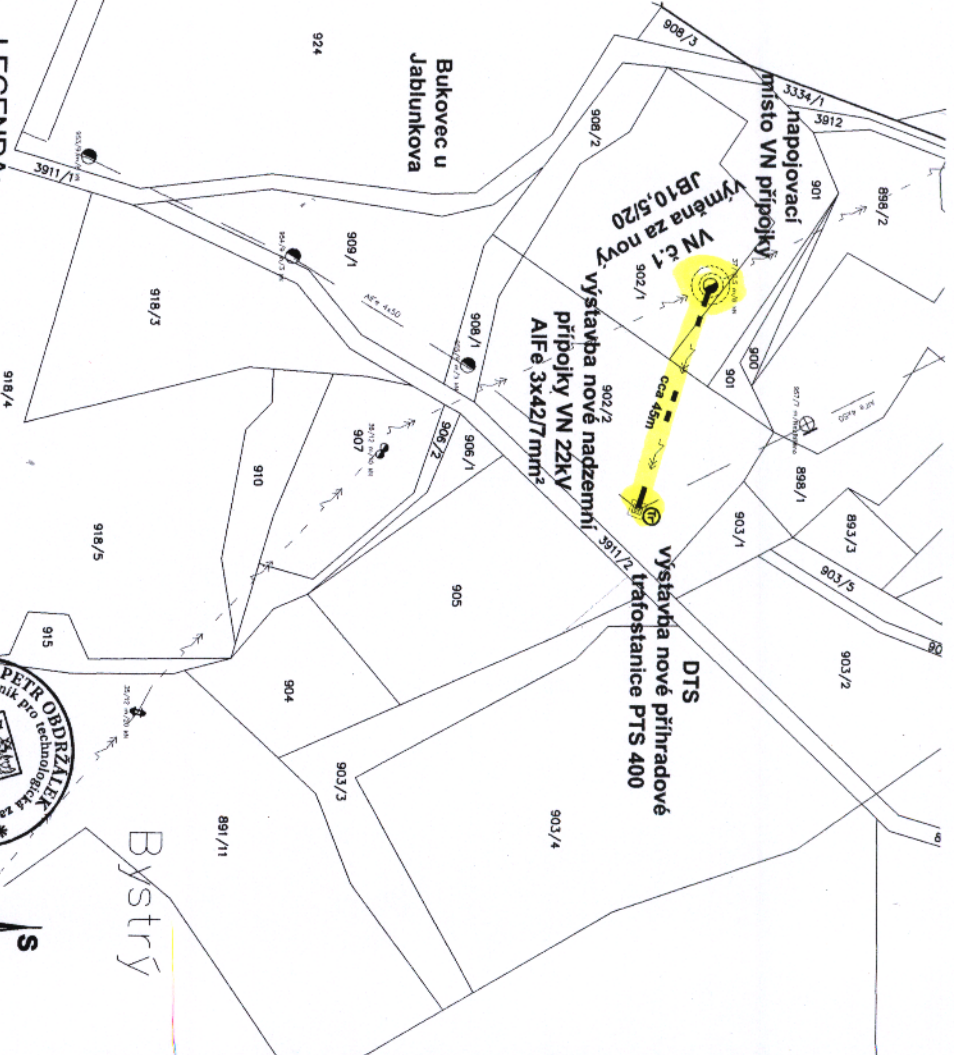 908/3
3334/1
3912
napojovací
místo VN přípojky
901
898/2
924
Bukovec u
Jablunkova
908/2
VN č.1
výměna za nový
JB10,5/20
902/1
909/1
AlFe 4x50
918/3
918/4
3911/1
908/1
900
901
cca 45m
902/2
výstavba nové nadzemní
přípojky VN 22kV
AlFe 3x42/7mm²
898/1
893/3
903/1
903/5
903/2
906/1
906/2
907
910
918/5
915
905
904
3911/2
DTS
výstavba nové příhradové
trafostanice PTS 400
903/3
903/4
891/11
Bystrý
PETR OBDRŽÁLEK
S